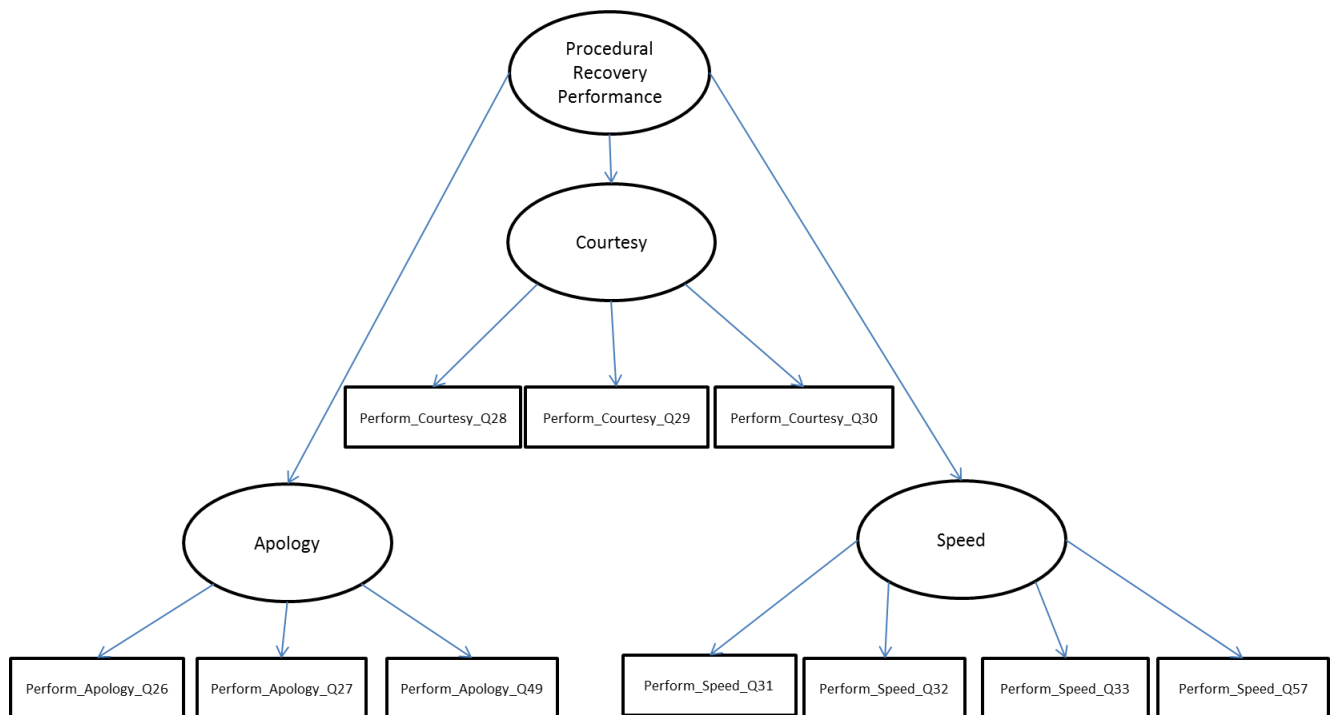 Procedural
Recovery
Performance
Courtesy
Perform_Courtesy_Q28
Perform_Courtesy_Q29
Perform_Courtesy_Q30
Apology
Speed
Perform_Apology_Q26
Perform_Apology_Q27
Perform_Apology_Q49
Perform_Speed_Q31
Perform_Speed_Q32
Perform_Speed_Q33
Perform_Speed_Q57